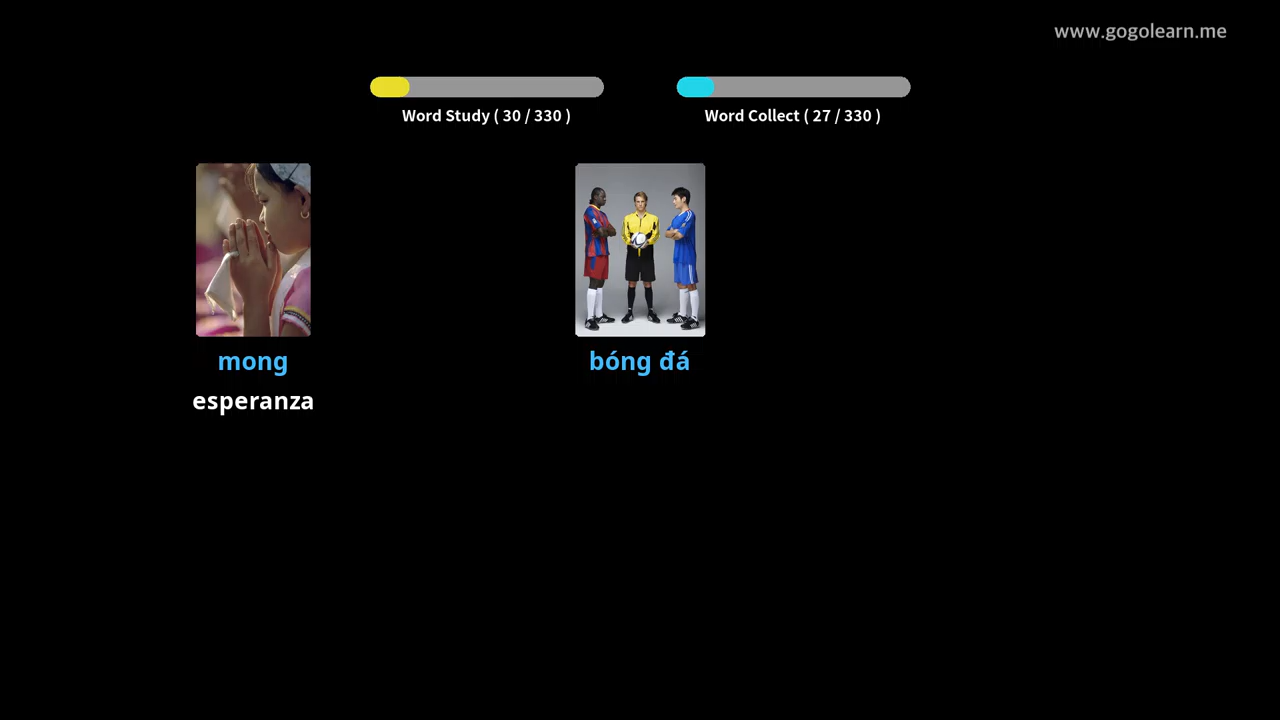 www.gogolearn.me
Word Study ( 30 / 330 )
Word Collect ( 27 / 330 )
mong
bóng đá
esperanza